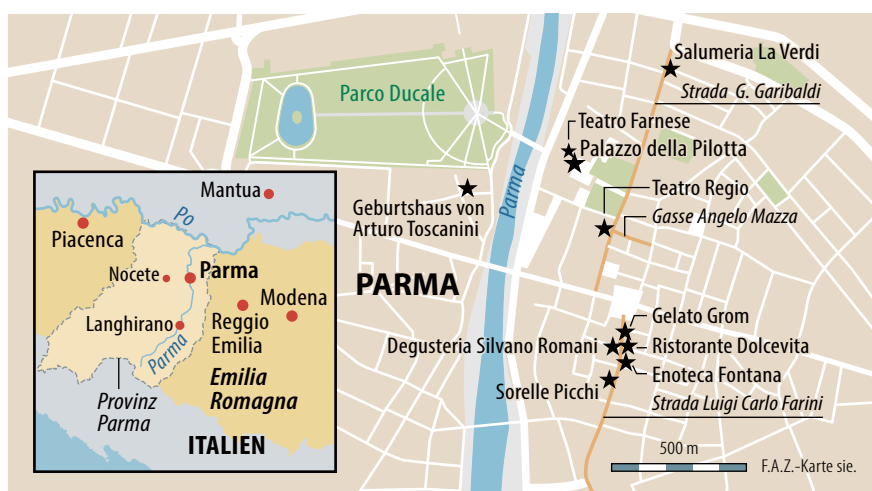 Salumeria La Verdi
Strada G. Garibaldi
Parco Ducale
Teatro Farnese
Palazzo della Pilotta
Parma
Teatro Regio
Gasse Angelo Mazza
Geburtshaus von
Arturo Toscanini
PARMA
Gelato Grom
Degusteria Silvano Romani
Ristorante Dolcevita
Enoteca Fontana
Sorelle Picchi
Strada Luigi Carlo Farini
500 m
F.A.Z.-Karte sie.
Mantua
Po
Piacenca
Nocete
Parma
Modena
Langhirano
Reggio
Emilia
Parma
Emilia
Romagna
Provinz
Parma
ITALIEN